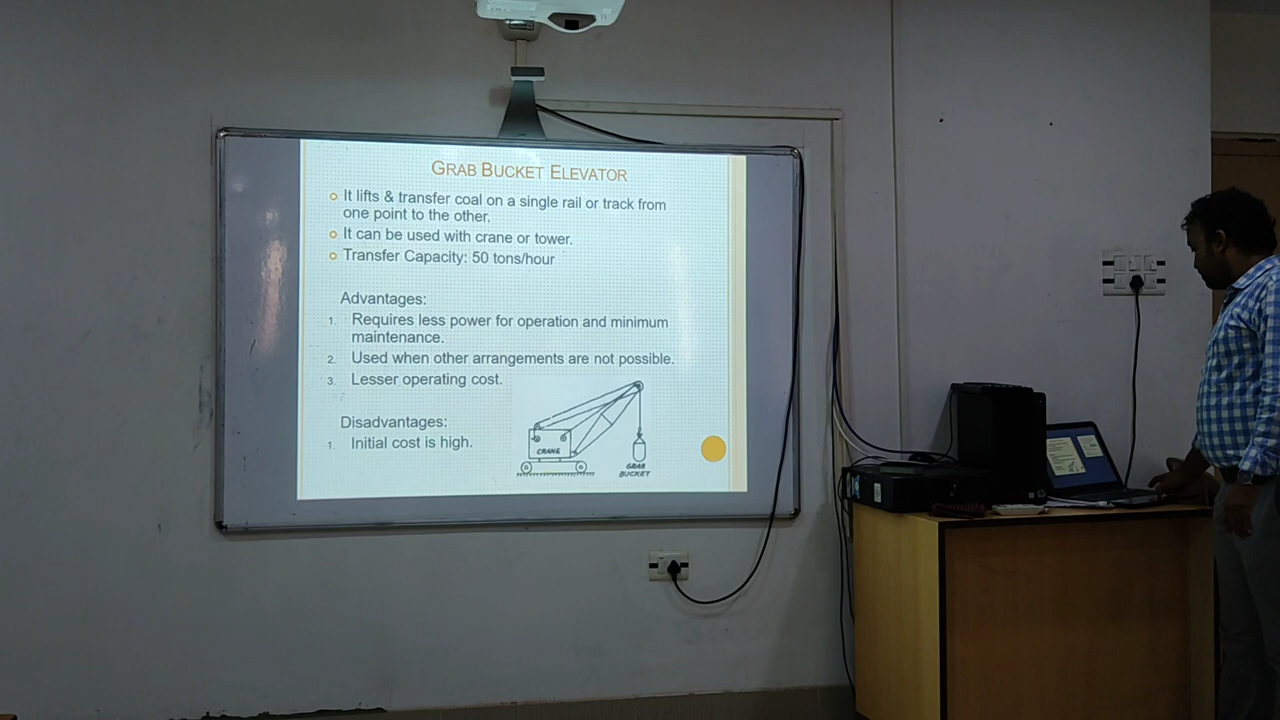 GRAB BUCKET ELEVATOR
It lifts & transfer coal on a single rail or track from
one point to the other.
It can be used with crane or tower.
Transfer Capacity: 50 tons/hour
Advantages:
1. Requires less power for operation and minimum
maintenance.
2. Used when other arrangements are not possible.
3. Lesser operating cost.
Disadvantages:
1. Initial cost is high.
CRANE
GRAB
BUCKET